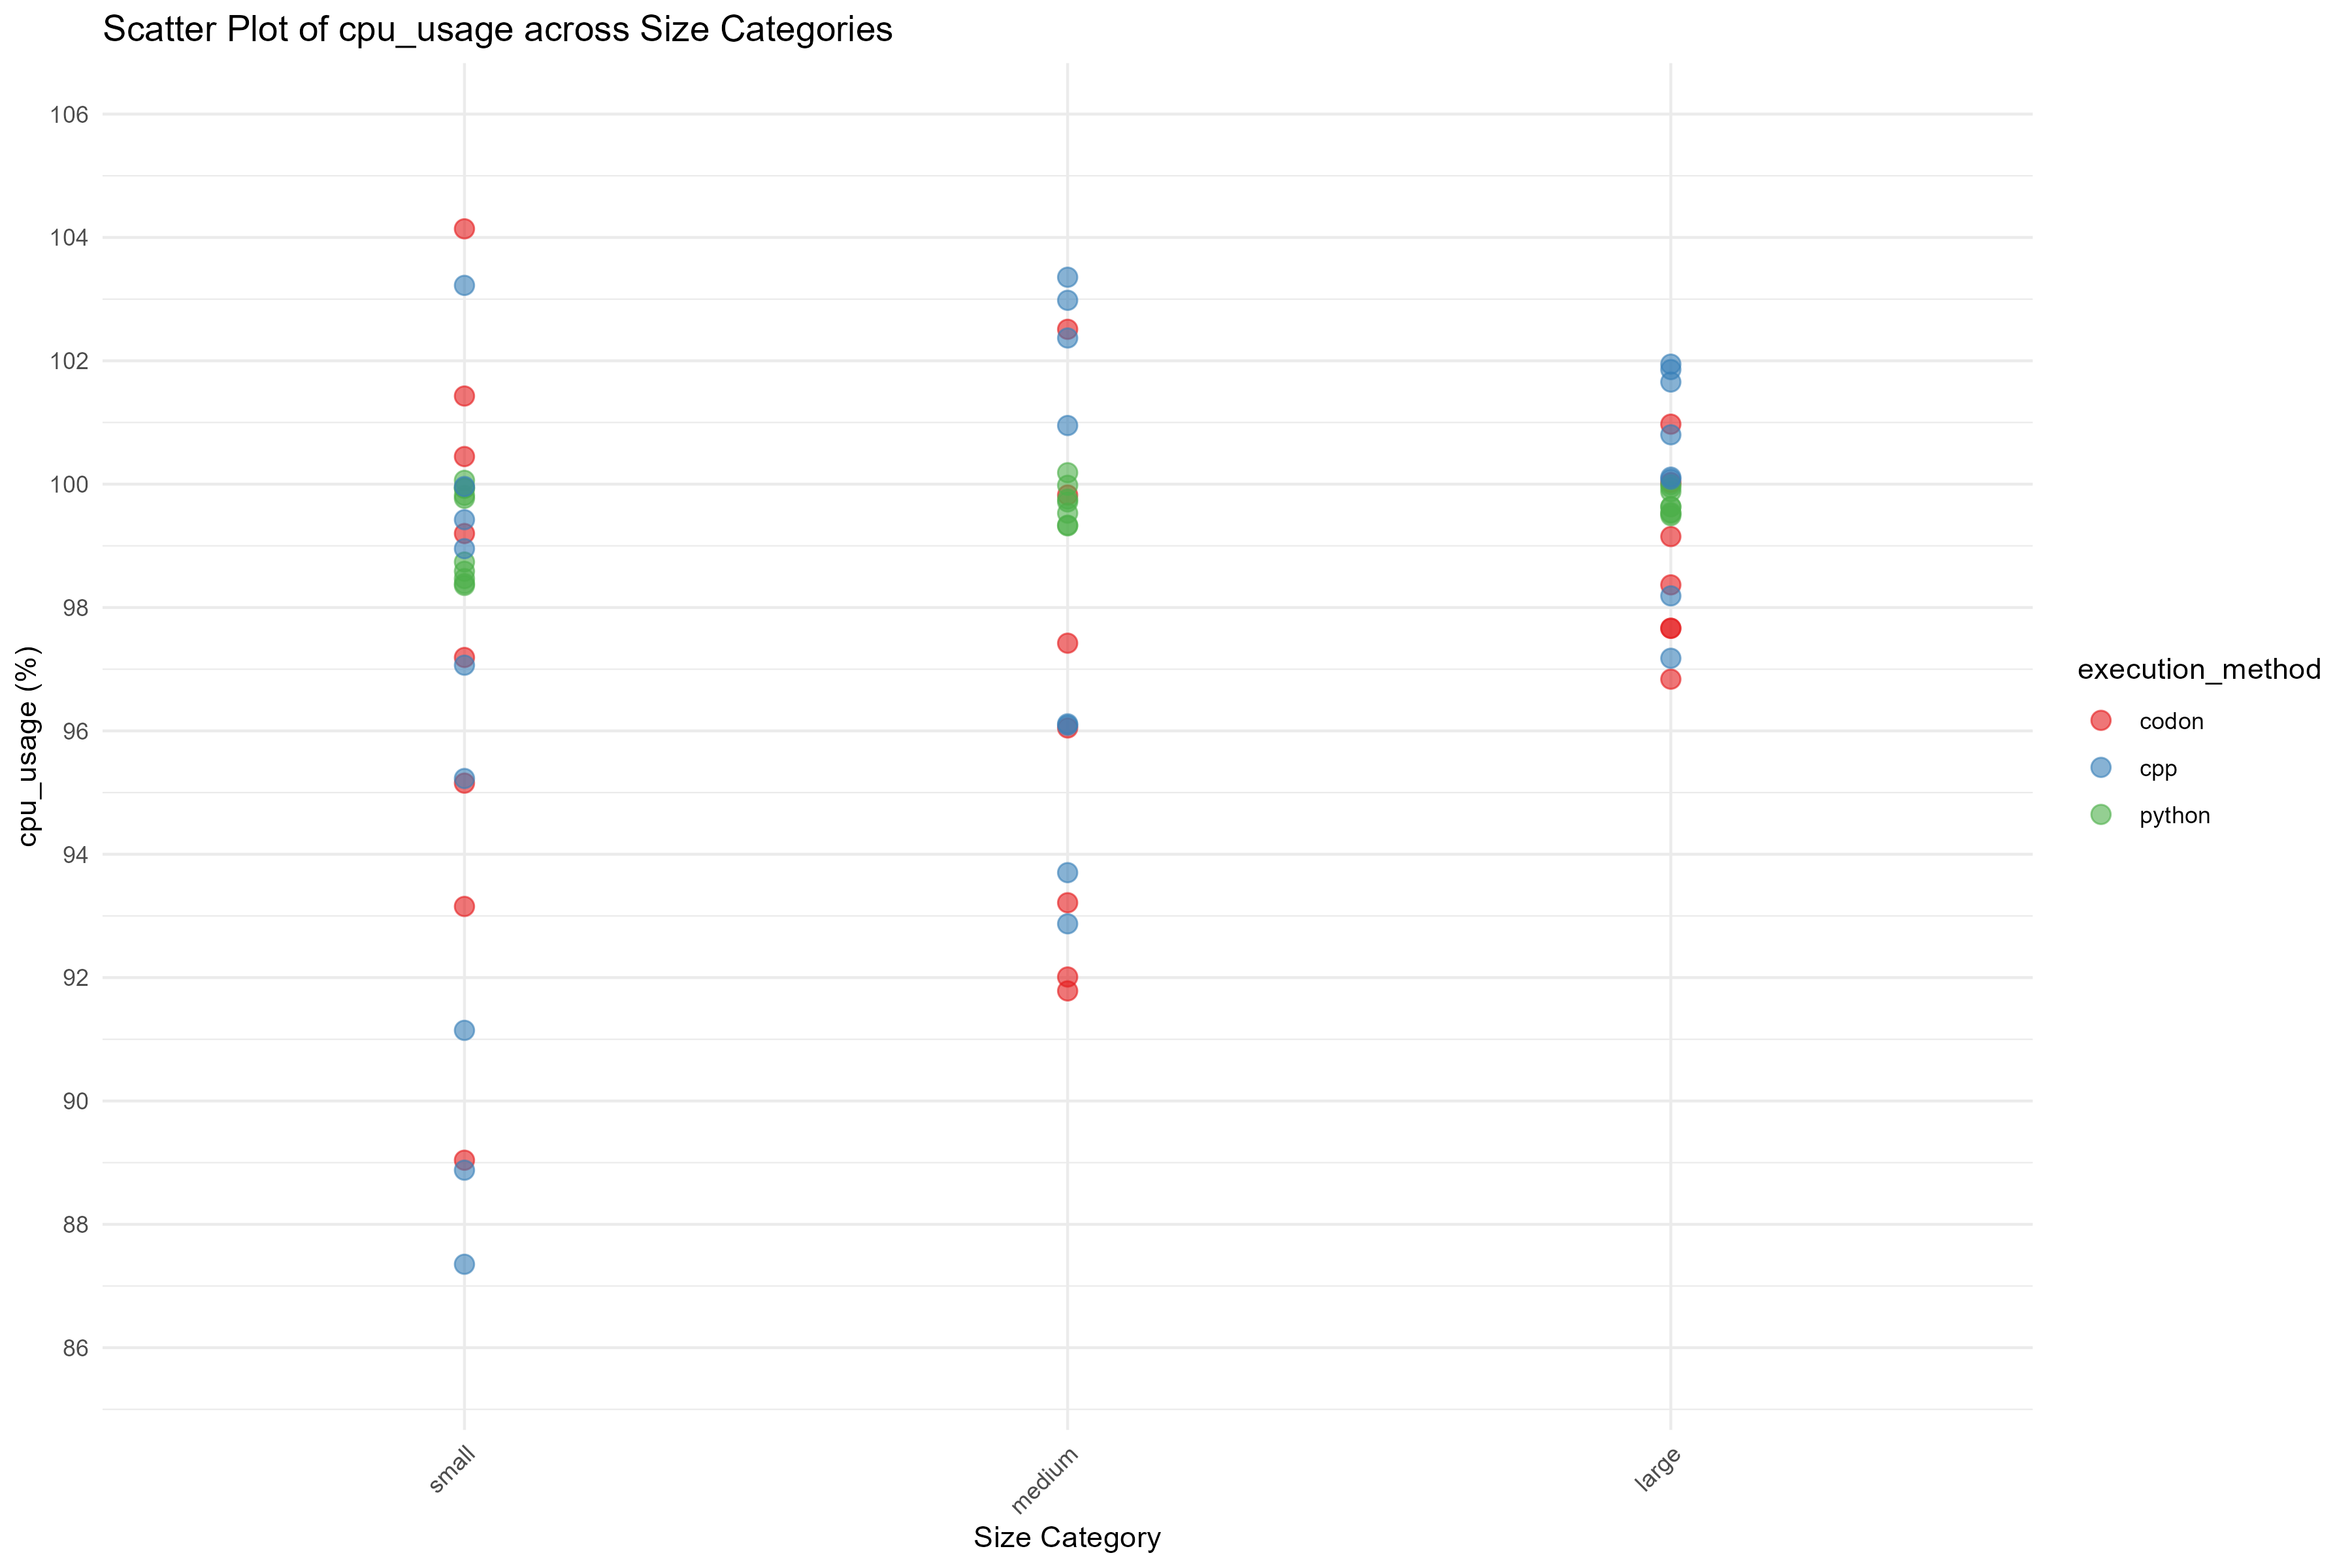 Scatter Plot of cpu_usage across Size Categories
106
104
102
100
98
96
94
92
90
88
86
cpu_usage (%)
small
medium
large
Size Category
execution_method
codon
cpp
python